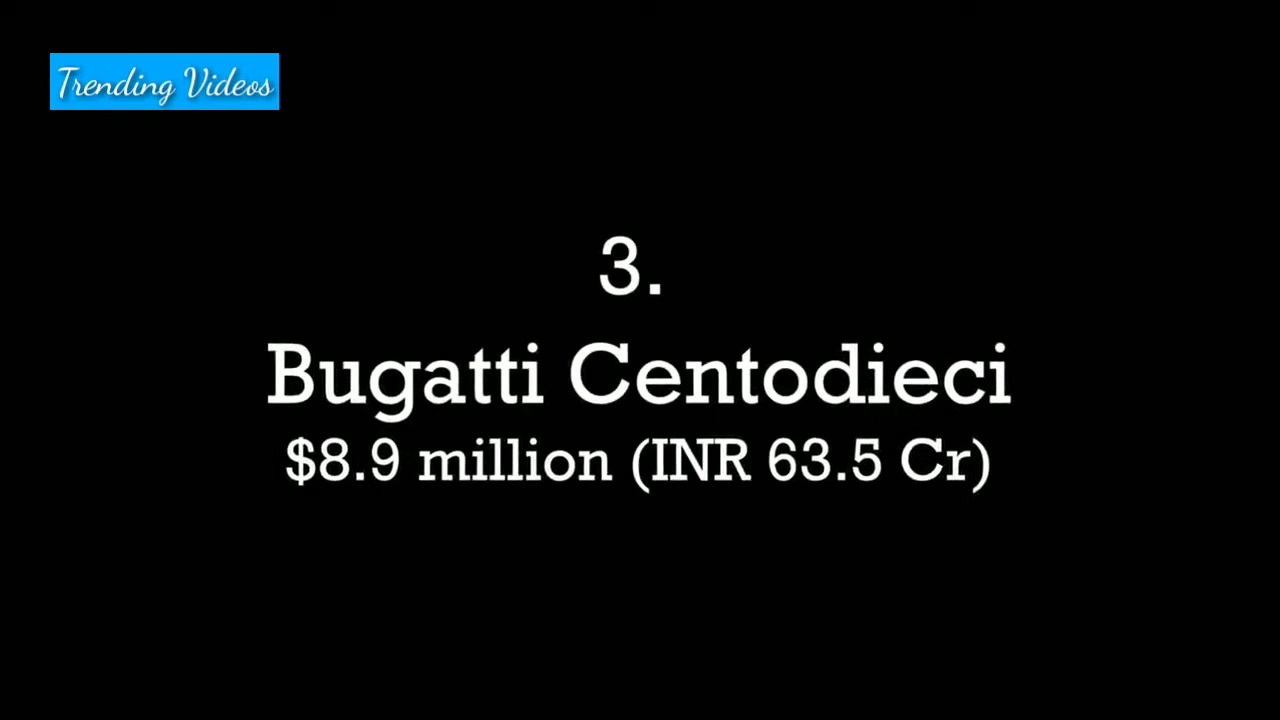 Trending Videos
3.
Bugatti Centodieci
$8.9 million (INR 63.5 Cr)